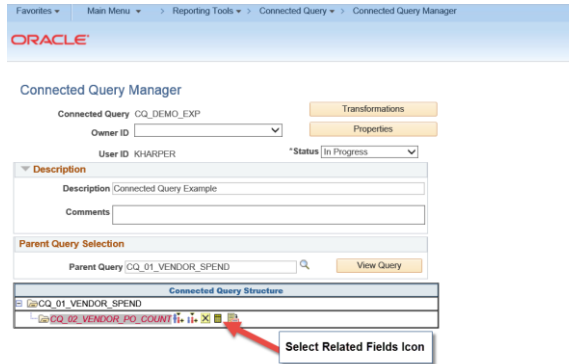 Favorites Main Menu > Reporting Tools > Connected Query > Connected Query Manager
ORACLE
Connected Query Manager
Connected Query CQ_DEMO_EXP
Transformations
Owner ID
Properties
User ID KHARPER
*Status In Progress
Description
Description Connected Query Example
Comments
Parent Query Selection
Parent Query CQ_01_VENDOR_SPEND
View Query
Connected Query Structure
CQ_01_VENDOR_SPEND
CQ_02_VENDOR_PO_COUNT
Select Related Fields Icon